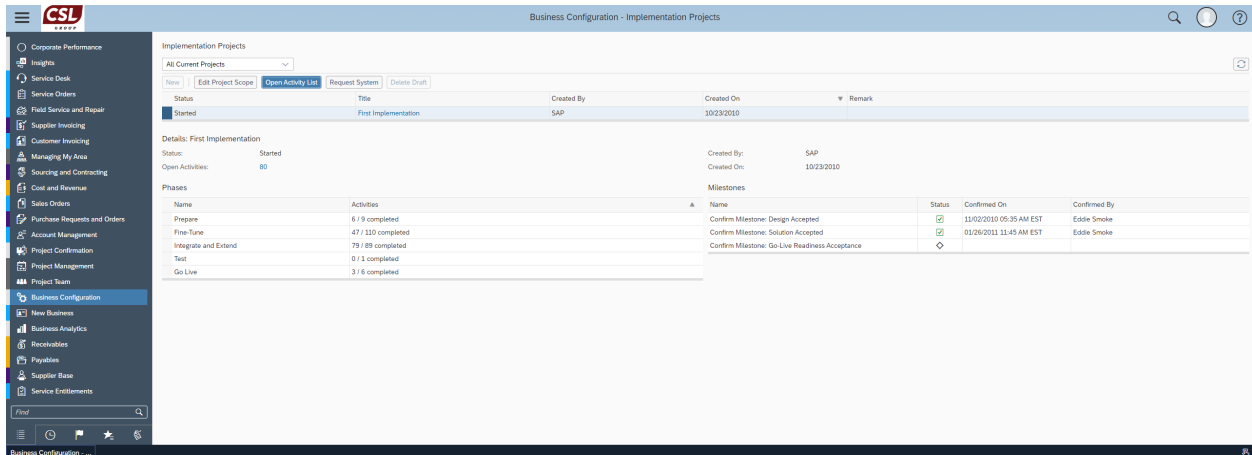 CSL
GROUP
Business Configuration - Implementation Projects
Corporate Performance
Insights
Service Desk
Service Orders
Field Service and Repair
Supplier Invoicing
Customer Invoicing
Managing My Area
Sourcing and Contracting
Cost and Revenue
Sales Orders
Purchase Requests and Orders
Account Management
Project Confirmation
Project Management
Project Team
Business Configuration
New Business
Business Analytics
Receivables
Payables
Supplier Base
Service Entitlements
Find
Business Configuration - ...
Implementation Projects
All Current Projects
New Edit Project Scope Open Activity List Request System Delete Draft
Status Title Created By Created On Remark
Started First Implementation SAP 10/23/2010
Details: First Implementation
Status: Started Created By: SAP
Open Activities: 80 Created On: 10/23/2010
Phases
Name Activities
Prepare 6 / 9 completed
Fine-Tune 47 / 110 completed
Integrate and Extend 79 / 89 completed
Test 0 / 1 completed
Go Live 3 / 6 completed
Milestones
Name Status Confirmed On Confirmed By
Confirm Milestone: Design Accepted 11/02/2010 05:35 AM EST Eddie Smoke
Confirm Milestone: Solution Accepted 01/26/2011 11:45 AM EST Eddie Smoke
Confirm Milestone: Go-Live Readiness Acceptance